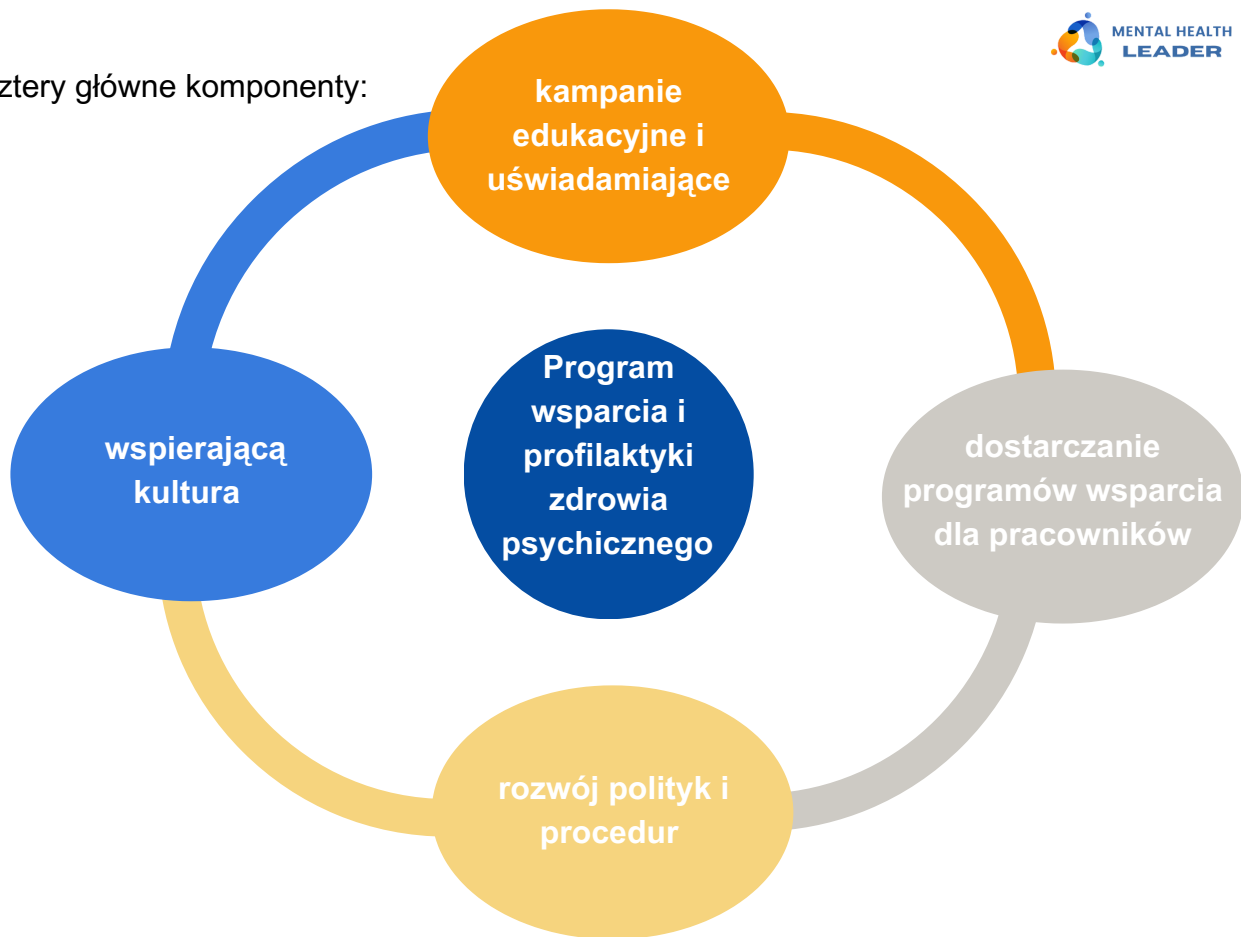 MENTAL HEALTH
LEADER
ztery główne komponenty:
kampanie
edukacyjne i
uświadamiające
wspierającą
kultura
Program
wsparcia i
profilaktyki
zdrowia
psychicznego
dostarczanie
programów wsparcia
dla pracowników
rozwój polityk i
procedur